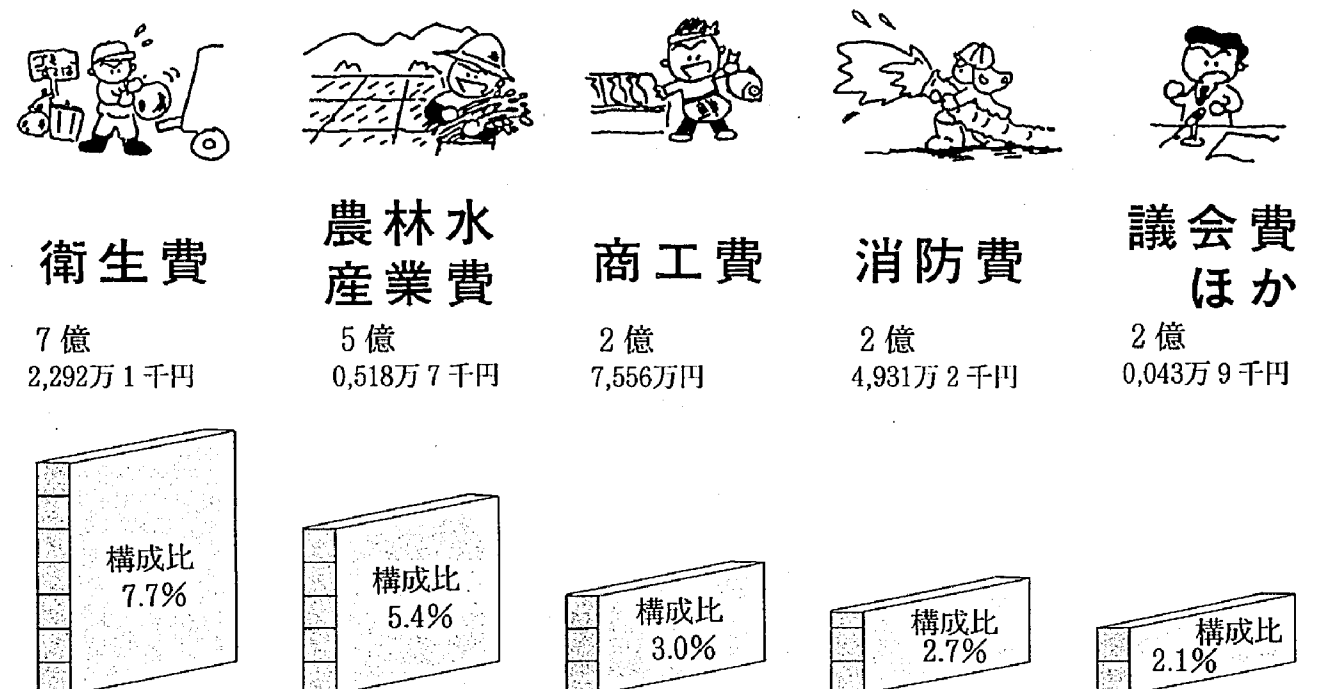 衛生費
7億
2,292万1千円
構成比
7.7%
農林水
産業費
5億
0,518万7千円
構成比
5.4%
商工費
2億
7,556万円
構成比
3.0%
消防費
2億
4,931万2千円
構成比
2.7%
議会費
ほか
2億
0,043万9千円
構成比
2.1%